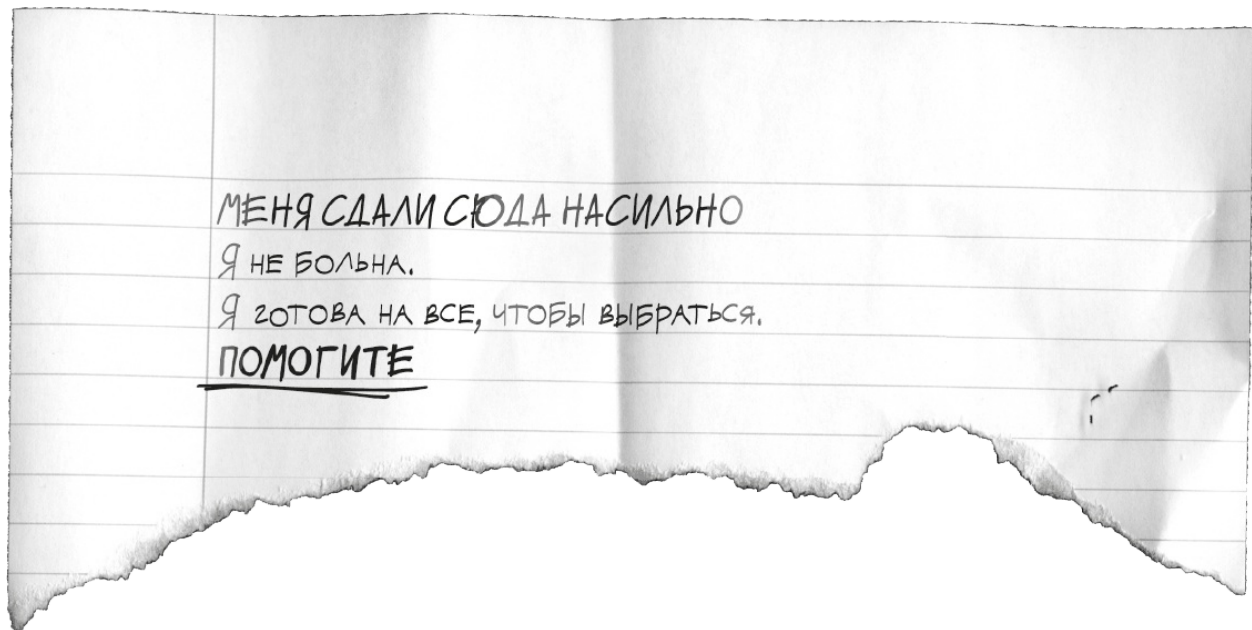 МЕНЯ СДАЛИ СЮДА НАСИЛЬНО
Я НЕ БОЛЬНА.
Я ГОТОВА НА ВСЕ, ЧТОБЫ ВЫБРАТЬСЯ.
ПОМОГИТЕ